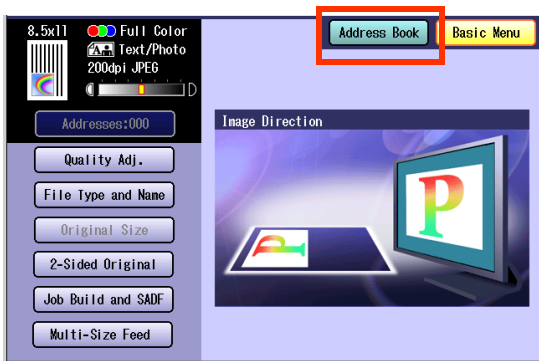 8.5x11
Full Color
Text/Photo
200dpi JPEG
Address Book
Basic Menu
Addresses:000
Image Direction
Quality Adj.
File Type and Name
Original Size
2-Sided Original
Job Build and SADF
Multi-Size Feed
P
P